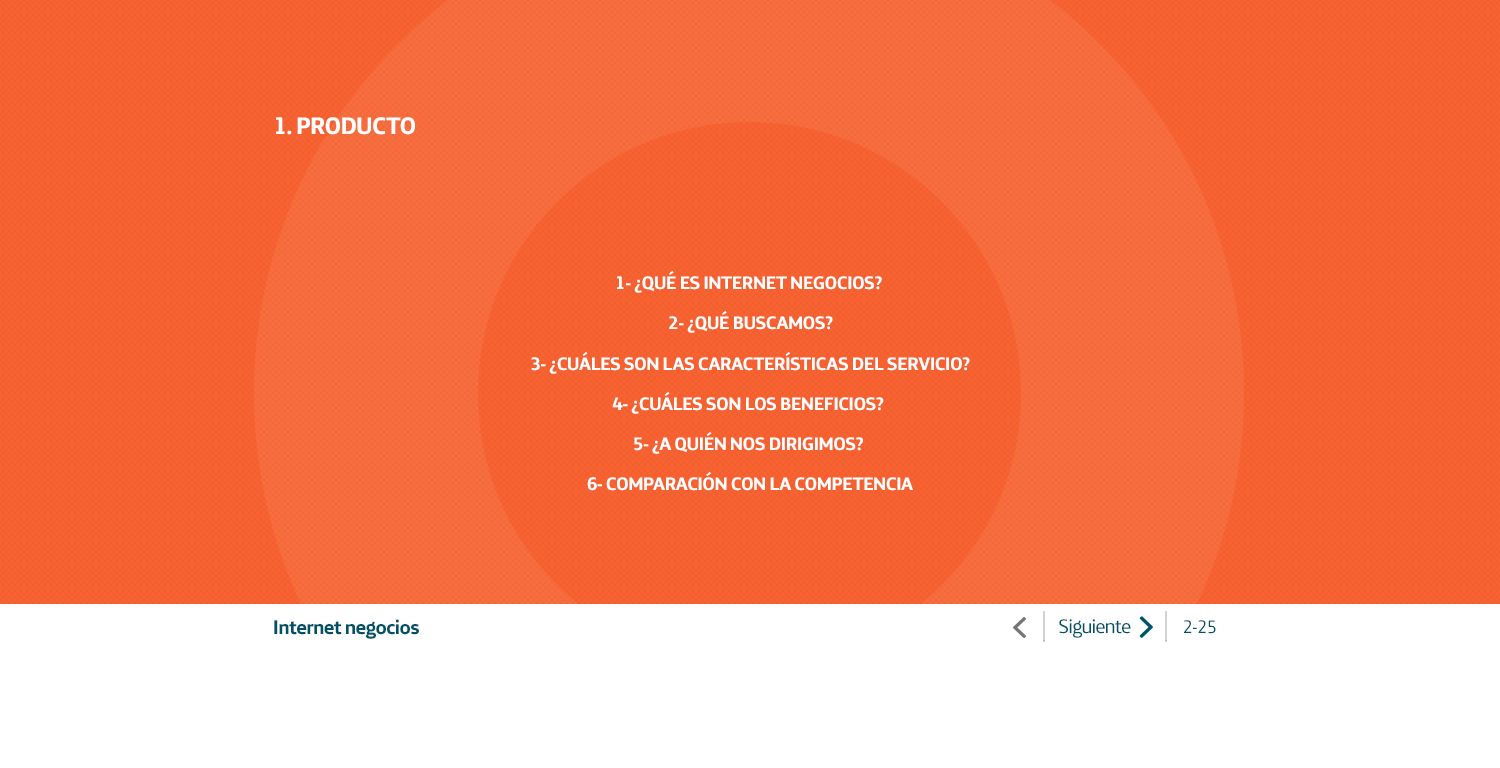 1. PRODUCTO
1- ¿QUÉ ES INTERNET NEGOCIOS?
2- ¿QUÉ BUSCAMOS?
3- ¿CUÁLES SON LAS CARACTERÍSTICAS DEL SERVICIO?
4- ¿CUÁLES SON LOS BENEFICIOS?
5- ¿A QUIÉN NOS DIRIGIMOS?
6- COMPARACIÓN CON LA COMPETENCIA
Internet negocios
Siguiente
2-25